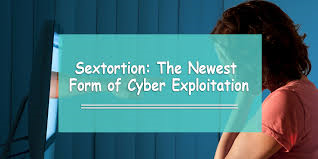 Sextortion: The Newest
Form of Cyber Exploitation